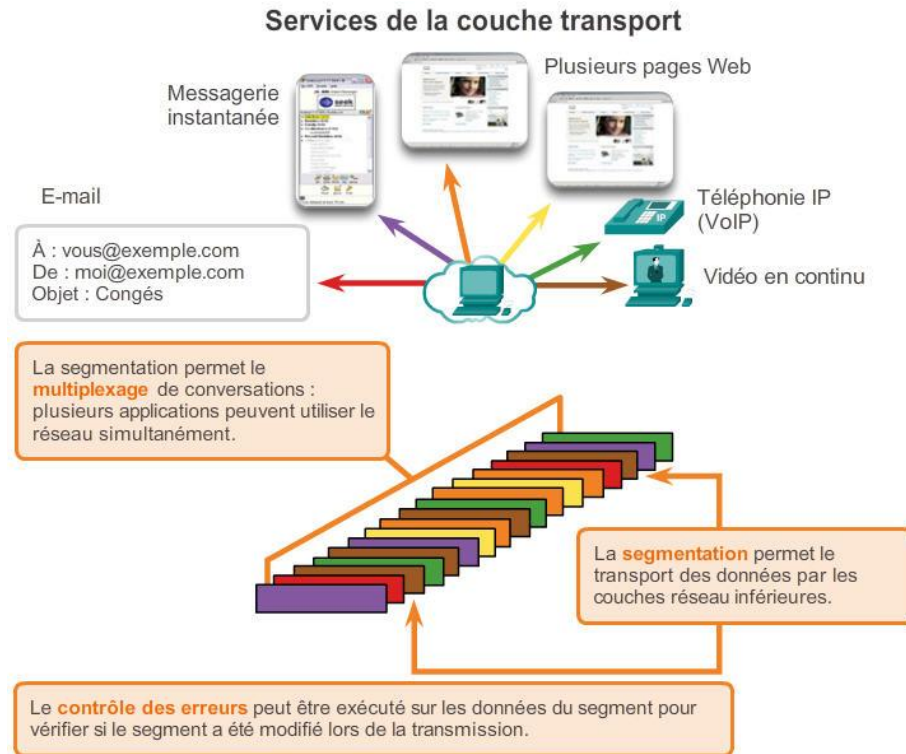 Services de la couche transport
Messagerie
instantanée
Plusieurs pages Web
seek
E-mail
Téléphonie IP
(VoIP)
IP
À : vous@exemple.com
De : moi@exemple.com
Objet : Congés
Vidéo en continu
La segmentation permet le
multiplexage de conversations :
plusieurs applications peuvent utiliser le
réseau simultanément.
La segmentation permet le
transport des données par les
couches réseau inférieures.
Le contrôle des erreurs peut être exécuté sur les données du segment pour
vérifier si le segment a été modifié lors de la transmission.